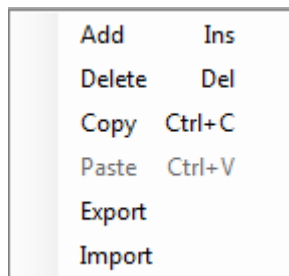 Add Ins
Delete Del
Copy Ctrl+C
Paste Ctrl+V
Export
Import